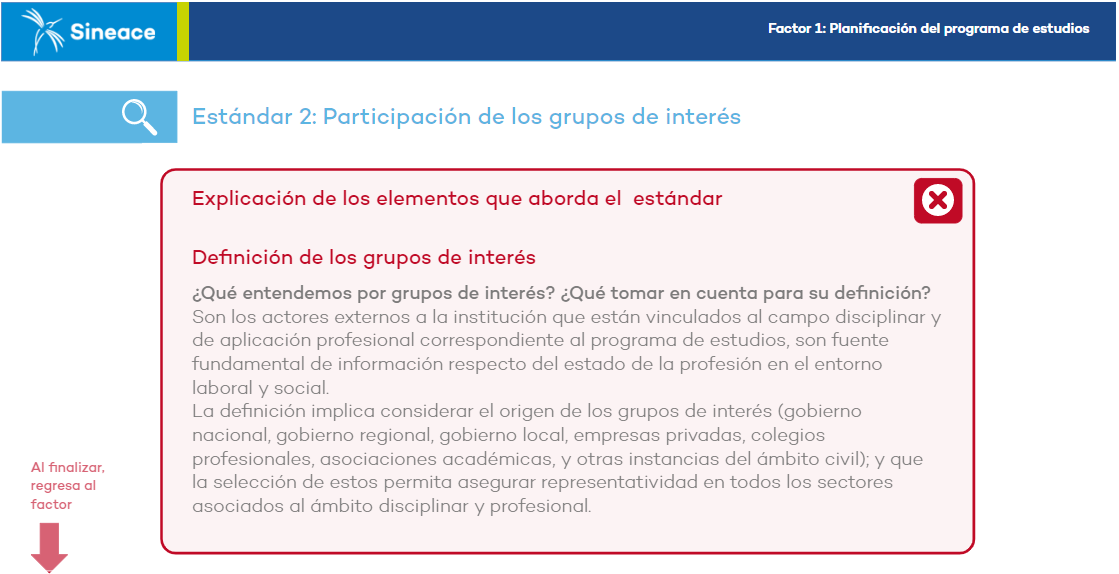 Sineace
Factor 1: Planificación del programa de estudios
Estándar 2: Participación de los grupos de interés
Explicación de los elementos que aborda el  estándar
Definición de los grupos de interés
¿Qué entendemos por grupos de interés? ¿Qué tomar en cuenta para su definición?
Son los actores externos a la institución que están vinculados al campo disciplinar y
de aplicación profesional correspondiente al programa de estudios, son fuente
fundamental de información respecto del estado de la profesión en el entorno
laboral y social.
La definición implica considerar el origen de los grupos de interés (gobierno
nacional, gobierno regional, gobierno local, empresas privadas, colegios
profesionales, asociaciones académicas, y otras instancias del ámbito civil); y que
la selección de estos permita asegurar representatividad en todos los sectores
asociados al ámbito disciplinar y profesional.
Al finalizar,
regresa al
factor